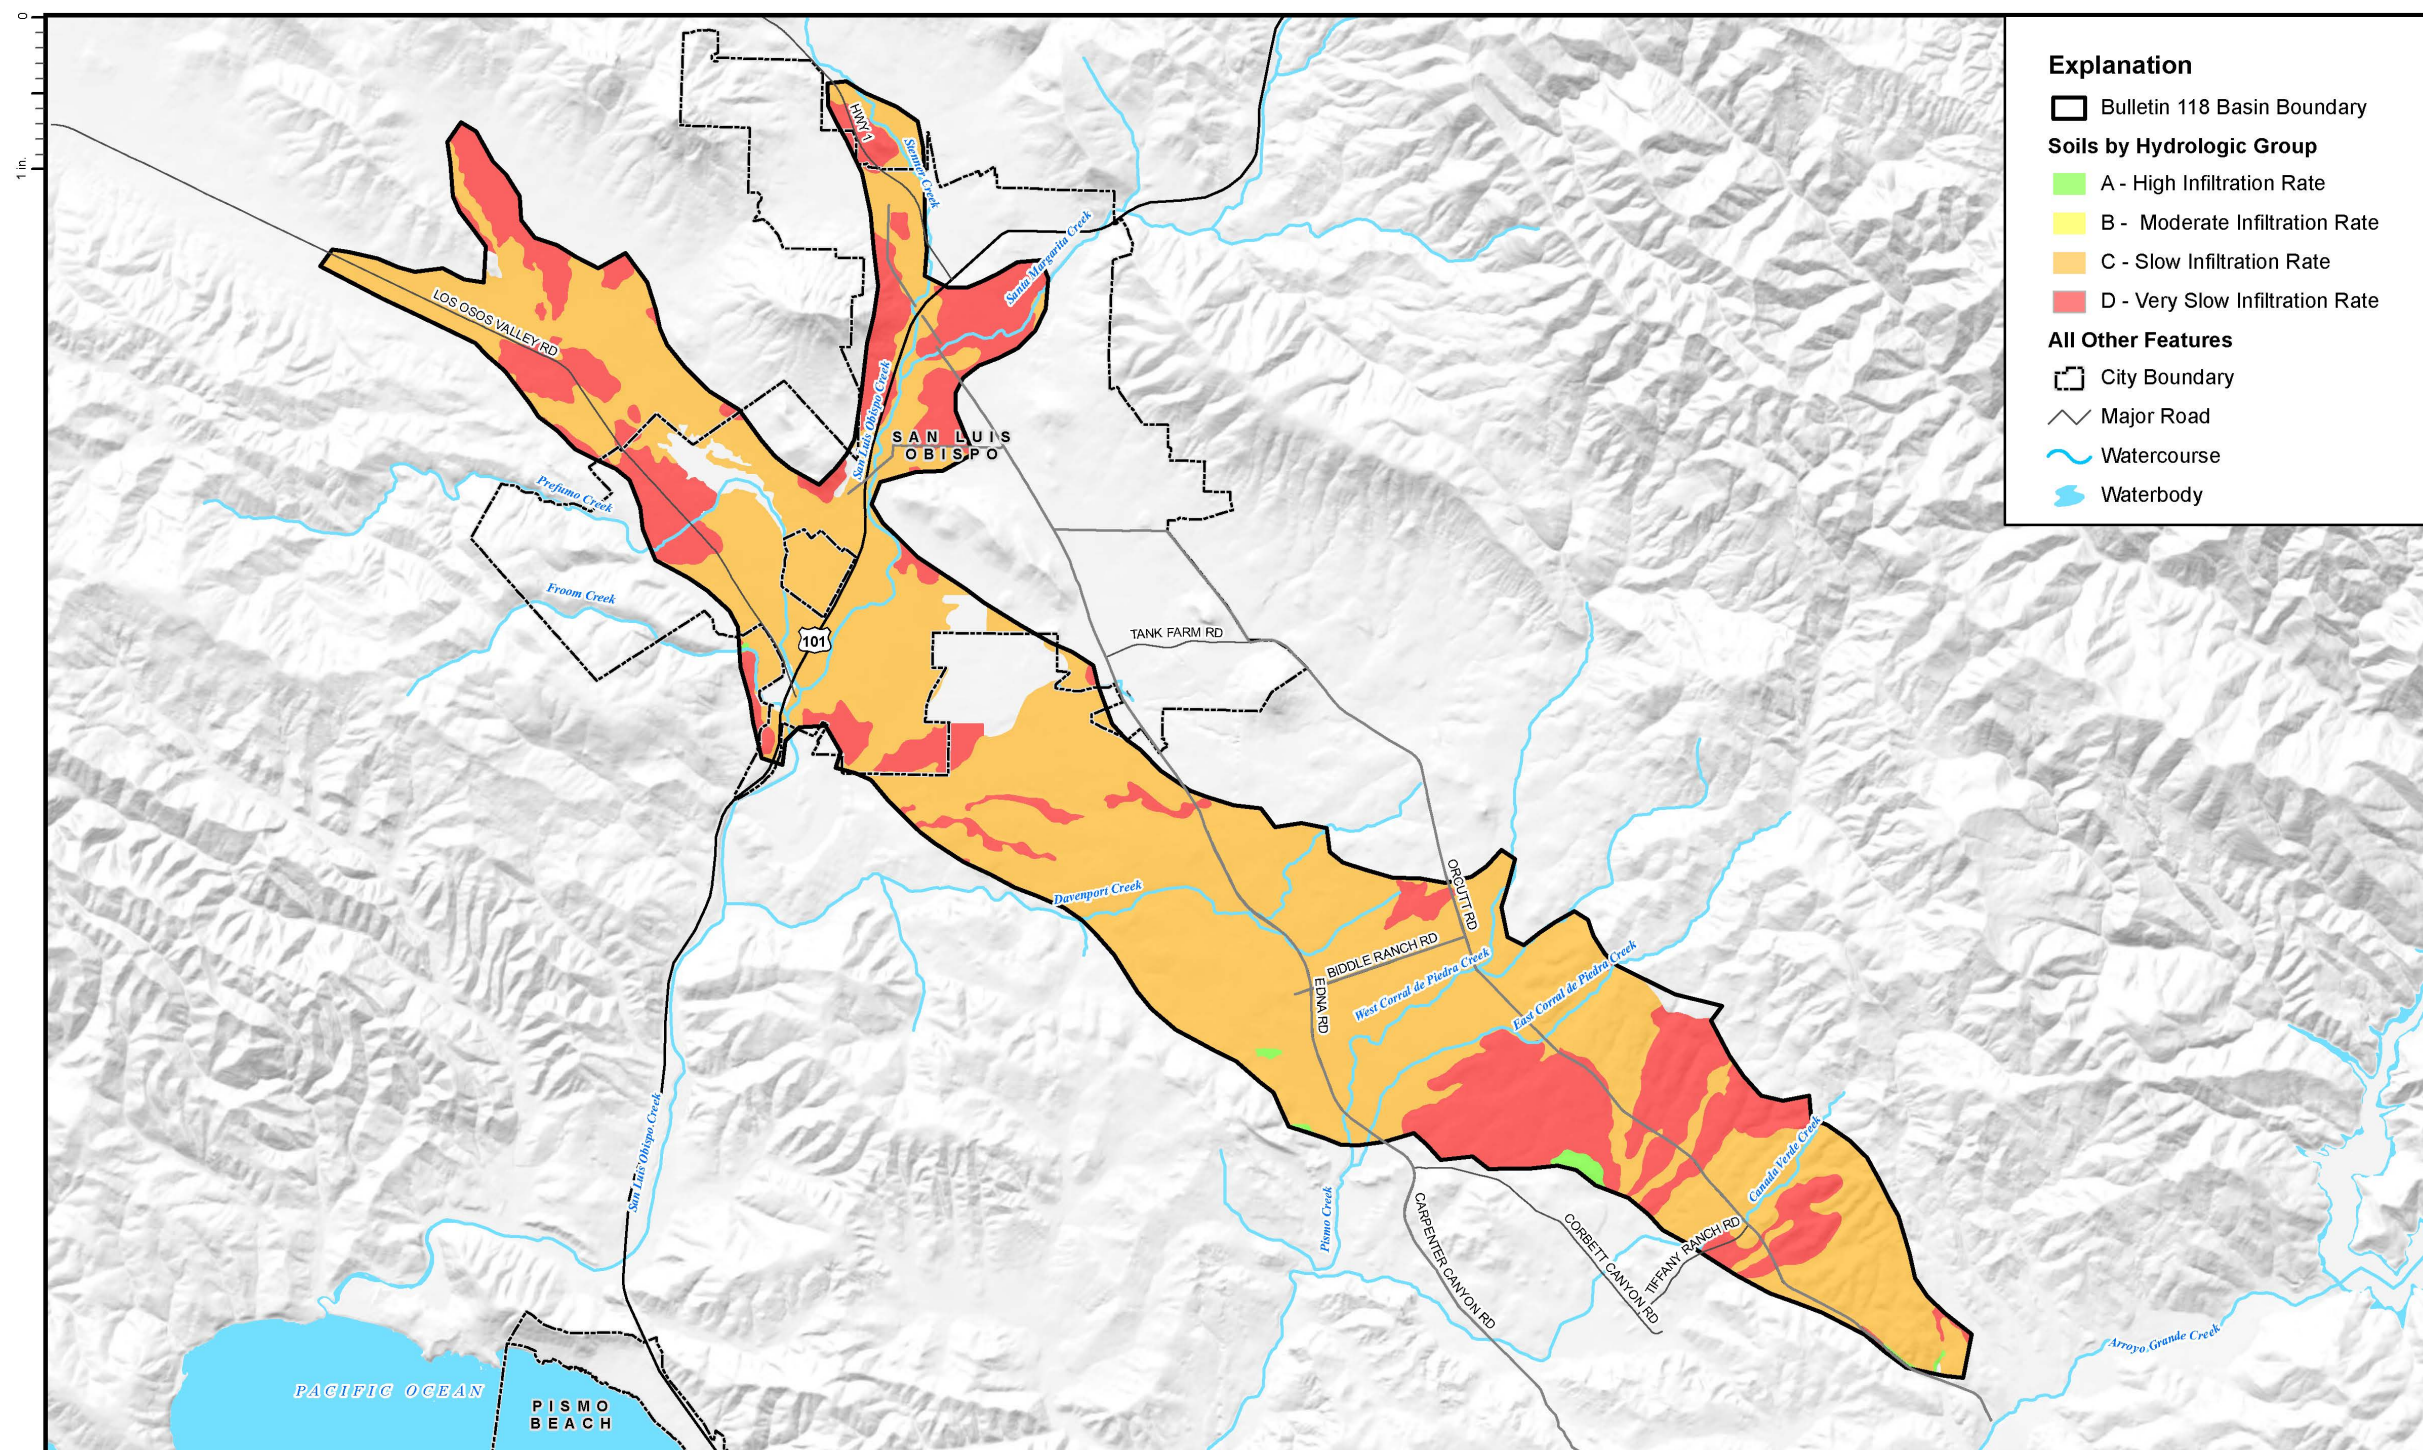 0
1 in.
Explanation
Bulletin 118 Basin Boundary
Soils by Hydrologic Group
A - High Infiltration Rate
B -  Moderate Infiltration Rate
C - Slow Infiltration Rate
D - Very Slow Infiltration Rate
All Other Features
City Boundary
Major Road
Watercourse
Waterbody
HWY 1
Stenner Creek
Santa Margarita Creek
LOS OSOS VALLEY RD
San Luis Obispo Creek
SAN LUIS
OBISPO
Prefumo Creek
Froom Creek
101
TANK FARM RD
Davenport Creek
ORCUTT RD
BIDDLE RANCH RD
West Corral de Piedra Creek
East Corral de Piedra Creek
EDNA RD
San Luis Obispo Creek
Canada Verde Creek
Pismo Creek
CARPENTER CANYON RD
CORBETT CANYON RD
TIFFANY RANCH RD
Arroyo Grande Creek
PACIFIC OCEAN
PISMO
BEACH